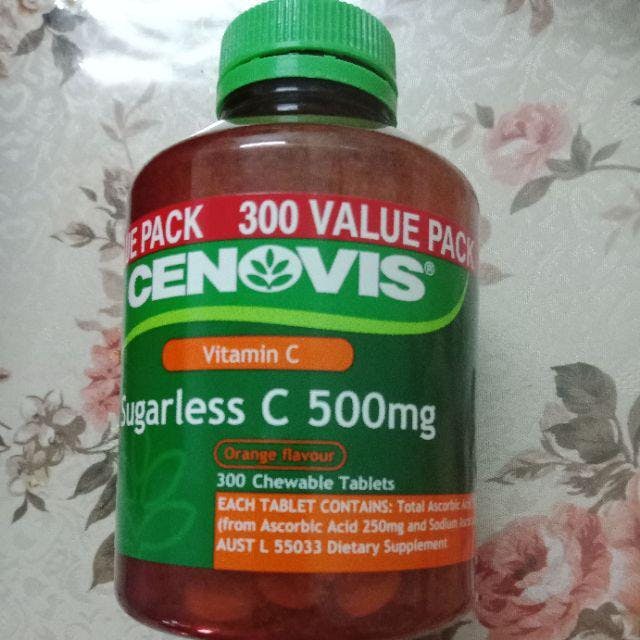 PACK 300 VALUE PACK
CENOVIS®
Vitamin C
Sugarless C 500mg
Orange flavour
300 Chewable Tablets
EACH TABLET CONTAINS: Total Ascorbic
(from Ascorbic Acid 250mg and Sodium
AUST L 55033 Dietary Supplement